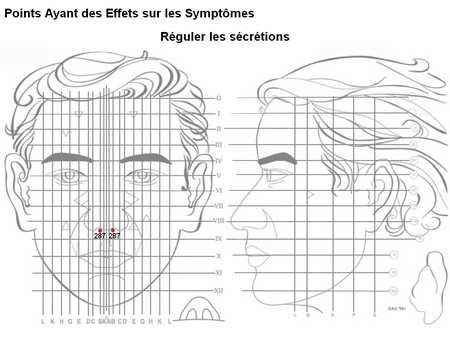 Points Ayant des Effets sur les Symptômes
Réguler les sécrétions
O
I
II
III
IV
V
VI
VII
VIII
IX
X
XI
XII
287 287
L K H G E DC BA AB CD E G H K L